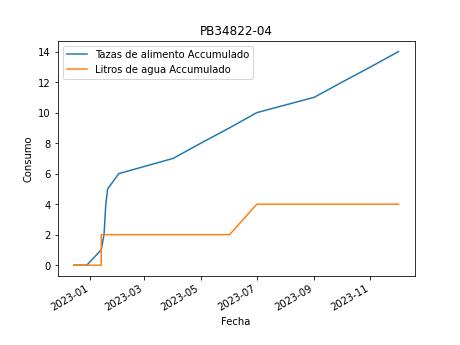 PB34822-04
Tazas de alimento Accumulado
Litros de agua Accumulado
Consumo
14
12
10
8
6
4
2
0
2023-01
2023-03
2023-05
2023-07
2023-09
2023-11
Fecha